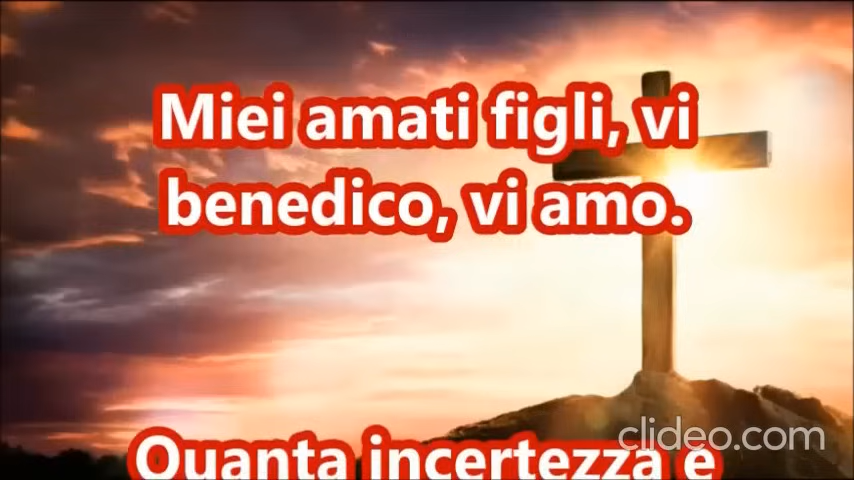 Miei amati figli, vi
benedico, vi amo.
Quanta incertezza e
clideo.com